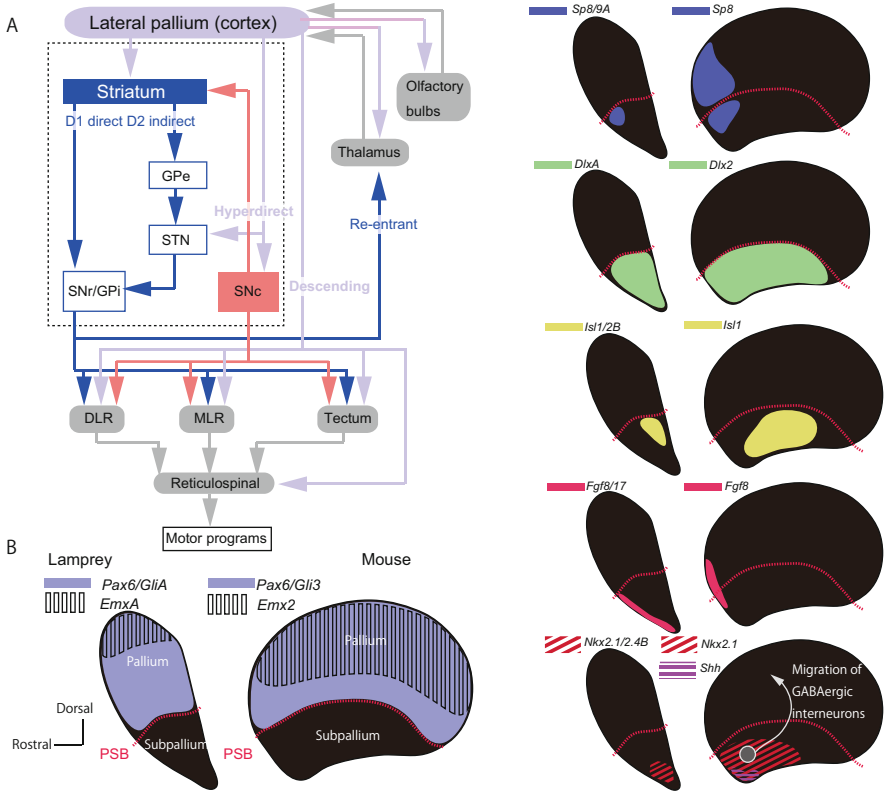 A
Lateral pallium (cortex)
Striatum
D1 direct D2 indirect
GPe
Hyperdirect
STN
SNr/GPi
SNc
Descending
Olfactory
bulbs
Thalamus
Re-entrant
DLR
MLR
Tectum
Reticulospinal
Motor programs
B
Lamprey
Mouse
Pax6/GliA
EmxA
Pax6/Gli3
Emx2
Pallium
Pallium
Dorsal
Rostral
PSB
Subpallium
PSB
Subpallium
Sp8/9A
Sp8
DlxA
Dlx2
Isl1/2B
Isl1
Fgf8/17
Fgf8
Nkx2.1/2.4B
Nkx2.1
Shh
Migration of
GABAergic
interneurons